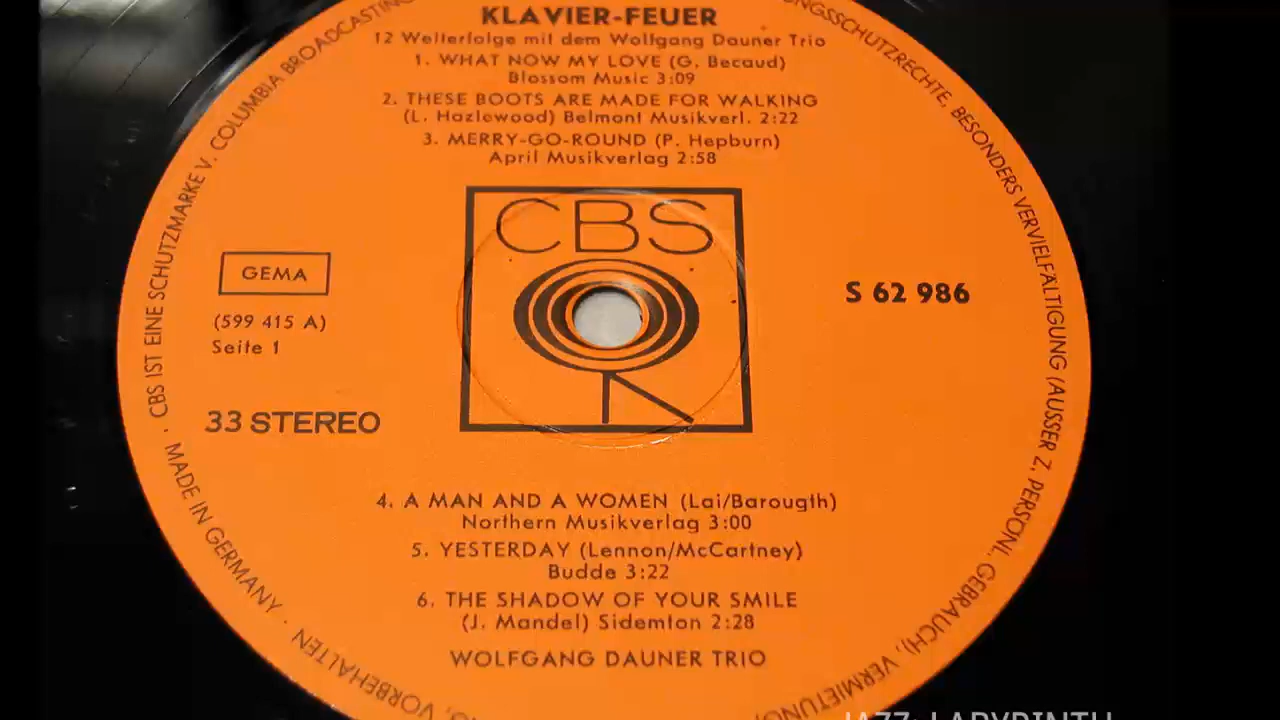 KLAVIER-FEUER
12 Welterfolge mit dem Wolfgang Dauner Trio
1. WHAT NOW MY LOVE (G. Becaud)
Blossom Music 3:09
2. THESE BOOTS ARE MADE FOR WALKING
(L. Hazlewood) Belmont Musikverl. 2:22
3. MERRY-GO-ROUND (P. Hepburn)
April Musikverlag 2:58
CBS
GEMA
(599 415 A)
Seite 1
33 STEREO
S 62 986
4. A MAN AND A WOMEN (Lai/Barougth)
Northern Musikverlag 3:00
5. YESTERDAY (Lennon/McCartney)
Budde 3:22
6. THE SHADOW OF YOUR SMILE
(J. Mandel) Sidemton 2:28
WOLFGANG DAUNER TRIO
· CBS IST EINE SCHUTZMARKE V. COLUMBIA BROADCASTING
UNGSSCHUTZRECHTE, BESONDERS VERVIELFÄLTIGUNG (AUSSER Z. PERSÖNL. GEBRAUCH), VERMIETUNG
VORBEHALTEN · MADE IN GERMANY
JAZZ: LABYRINTH